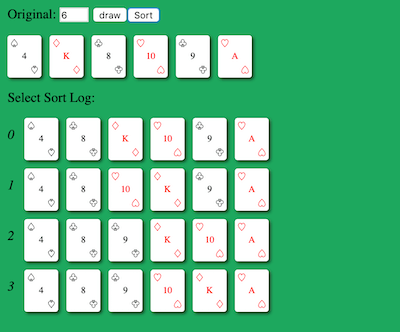 Original: 6 draw Sort
♤ 4 ♤ ♢ K ♢ ♧ 8 ♧ ♡ 10 ♡ ♧ 9 ♧ ♡ A ♡
Select Sort Log:
0 ♤ 4 ♤ ♧ 8 ♧ ♢ K ♢ ♡ 10 ♡ ♧ 9 ♧ ♡ A ♡
1 ♤ 4 ♤ ♧ 8 ♧ ♡ 10 ♡ ♢ K ♢ ♧ 9 ♧ ♡ A ♡
2 ♤ 4 ♤ ♧ 8 ♧ ♧ 9 ♧ ♢ K ♢ ♡ 10 ♡ ♡ A ♡
3 ♤ 4 ♤ ♧ 8 ♧ ♧ 9 ♧ ♡ 10 ♡ ♢ K ♢ ♡ A ♡